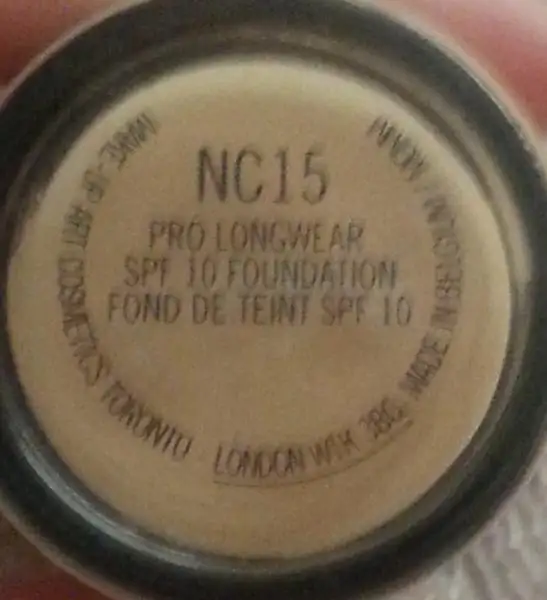 NC15
PRO LONGWEAR
SPF 10 FOUNDATION
FOND DE TEINT SPF 10
MAKE-UP ART COSMETICS TORONTO - LONDON W1K 3BG MADE IN BELGIUM /